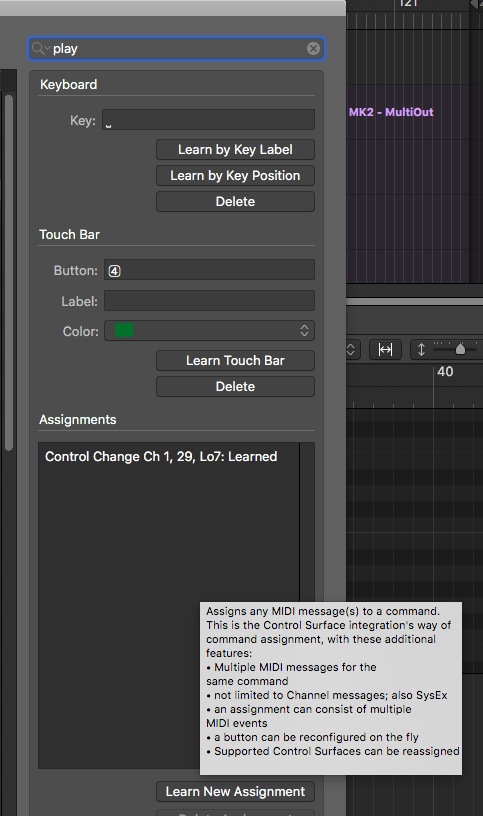 121
play
Keyboard
MK2 - MultiOut
Key: ␣
Learn by Key Label
Learn by Key Position
Delete
Touch Bar
Button: 4
Label:
Color:
40
Learn Touch Bar
Delete
Assignments
Control Change Ch 1, 29, Lo7: Learned
Assigns any MIDI message(s) to a command.
This is the Control Surface integration's way of
command assignment, with these additional
features:
• Multiple MIDI messages for the
same command
• not limited to Channel messages; also SysEx
• an assignment can consist of multiple
MIDI events
• a button can be reconfigured on the fly
• Supported Control Surfaces can be reassigned
Learn New Assignment
Delete Assignment